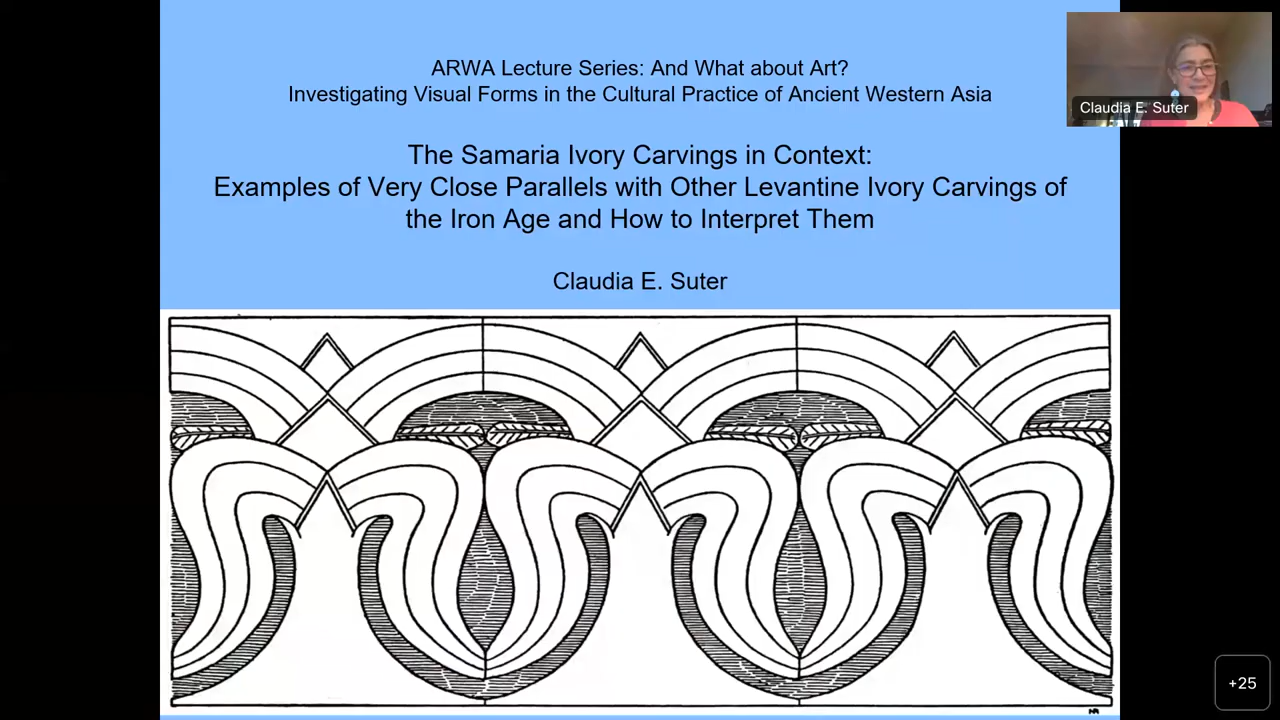 ARWA Lecture Series: And What about Art?
Investigating Visual Forms in the Cultural Practice of Ancient Western Asia
The Samaria Ivory Carvings in Context:
Examples of Very Close Parallels with Other Levantine Ivory Carvings of
the Iron Age and How to Interpret Them
Claudia E. Suter
Claudia E. Suter
+25